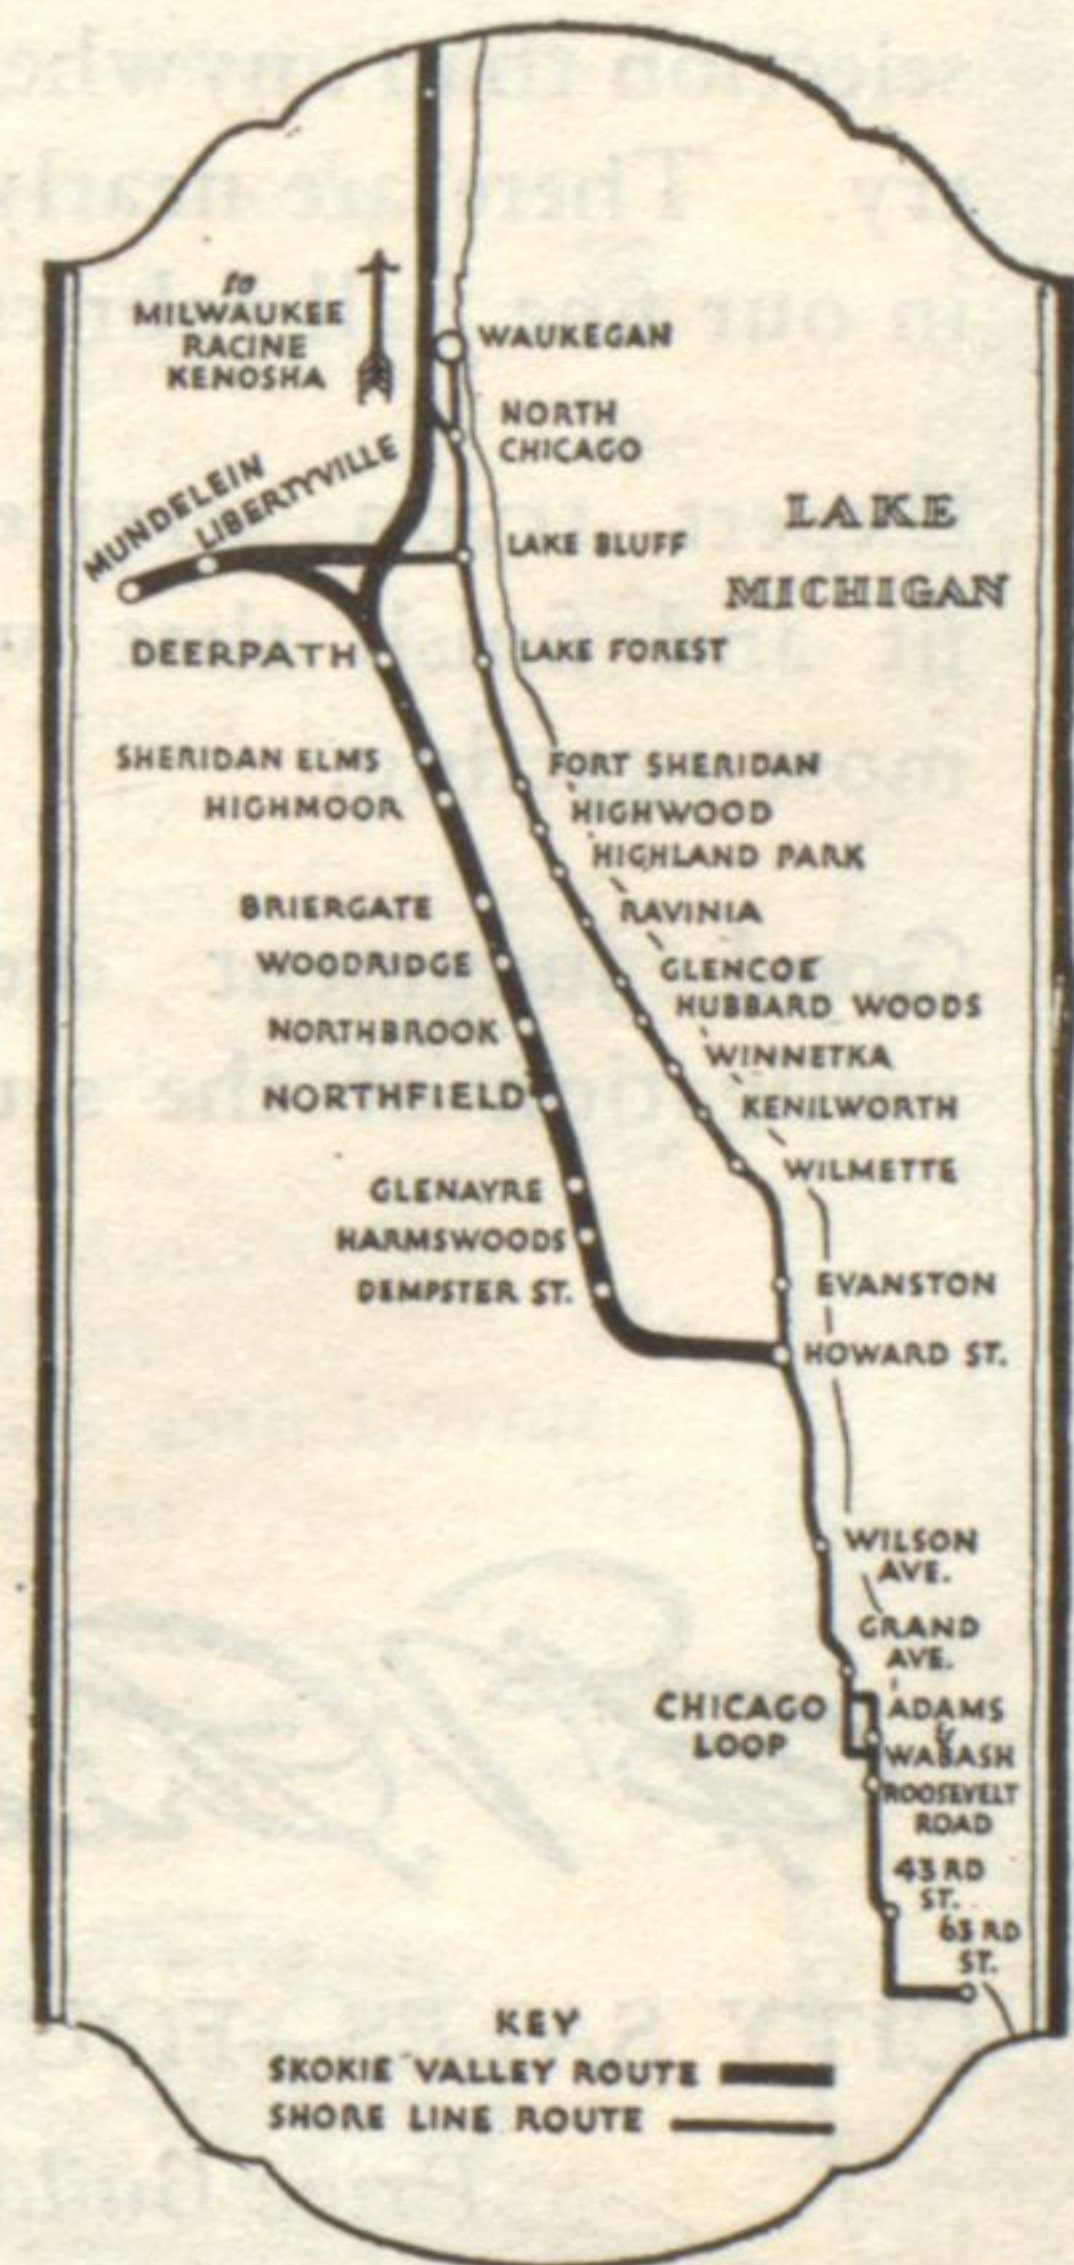 to
MILWAUKEE
RACINE
KENOSHA
WAUKEGAN
NORTH
CHICAGO
MUNDELEIN
LIBERTYVILLE
LAKE
MICHIGAN
LAKE BLUFF
DEERPATH
LAKE FOREST
SHERIDAN ELMS
FORT SHERIDAN
HIGHMOOR
HIGHWOOD
HIGHLAND PARK
BRIERGATE
RAVINIA
WOODRIDGE
GLENCOE
HUBBARD WOODS
NORTHBROOK
WINNETKA
NORTHFIELD
KENILWORTH
WILMETTE
GLENAYRE
HARMSWOODS
DEMPSTER ST.
EVANSTON
HOWARD ST.
WILSON
AVE.
GRAND
AVE.
CHICAGO
LOOP
ADAMS
&
WABASH
ROOSEVELT
ROAD
43 RD
ST.
63 RD
ST.
KEY
SKOKIE VALLEY ROUTE
SHORE LINE ROUTE